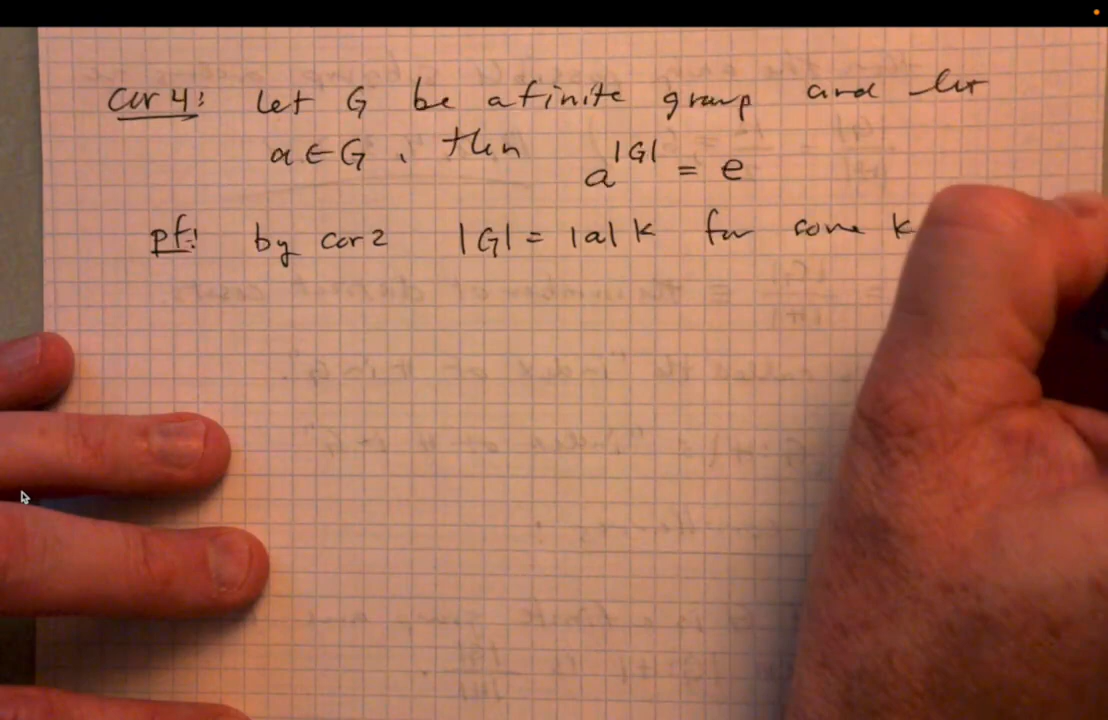 Cor 4: Let G be a finite group and let
a ∈ G, then a^|G| = e
pf: by cor 2 |G| = |a| k for some k